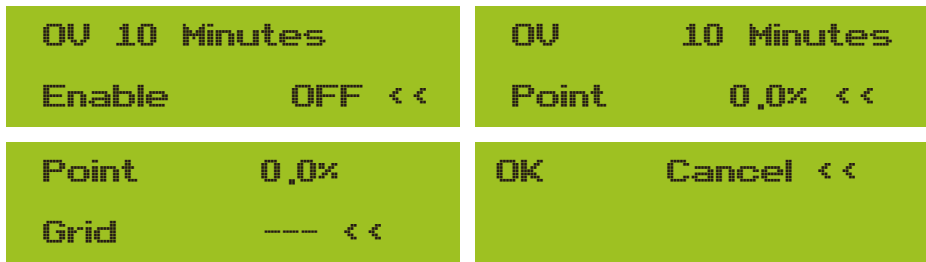 OV 10 Minutes
Enable OFF <<
OV 10 Minutes
Point 0.0% <<
Point 0.0%
Grid --- <<
OK Cancel <<